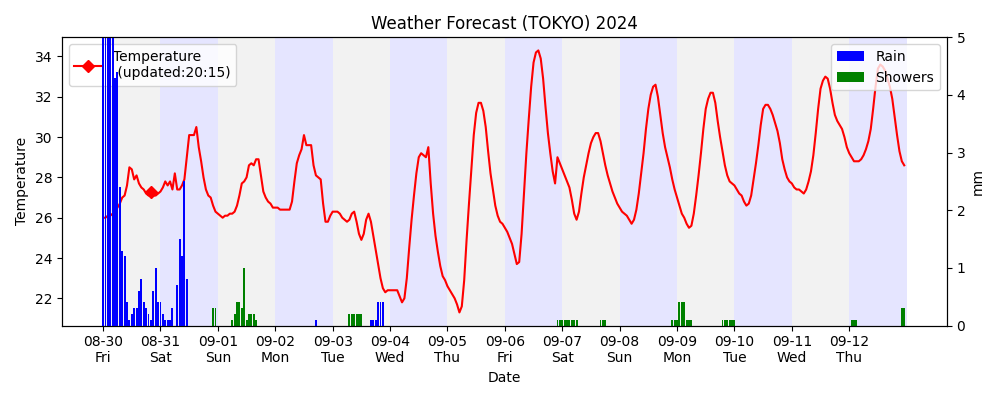 Weather Forecast (TOKYO) 2024
Temperature
(updated:20:15)
Rain
Showers
Temperature
34
32
30
28
26
24
22
5
4
3
2
1
0
mm
08-30 08-31 09-01 09-02 09-03 09-04 09-05 09-06 09-07 09-08 09-09 09-10 09-11 09-12
Fri Sat Sun Mon Tue Wed Thu Fri Sat Sun Mon Tue Wed Thu
Date